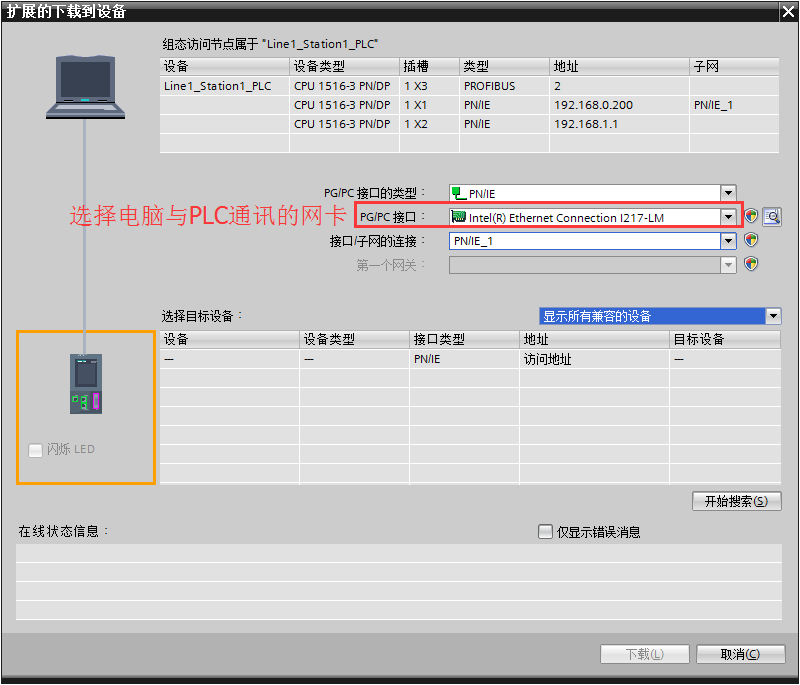 扩展的下载到设备
组态访问节点属于 "Line1_Station1_PLC"
设备 设备类型 插槽 类型 地址 子网
Line1_Station1_PLC CPU 1516-3 PN/DP 1 X3 PROFIBUS 2
CPU 1516-3 PN/DP 1 X1 PN/IE 192.168.0.200 PN/IE_1
CPU 1516-3 PN/DP 1 X2 PN/IE 192.168.1.1
PG/PC 接口的类型： PN/IE
选择电脑与PLC通讯的网卡 PG/PC 接口： Intel(R) Ethernet Connection I217-LM
接口/子网的连接： PN/IE_1
第一个网关：
选择目标设备： 显示所有兼容的设备
设备 设备类型 接口类型 地址 目标设备
— — PN/IE 访问地址 —
闪烁 LED
开始搜索(S)
在线状态信息： 仅显示错误消息
下载(L) 取消(C)